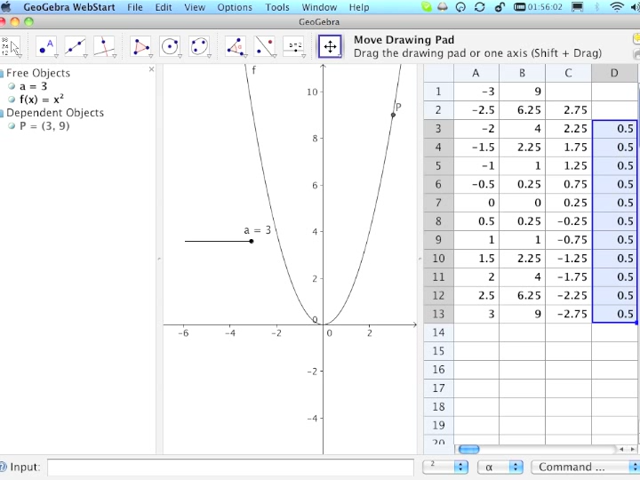 GeoGebra WebStart File Edit View Options Window Help 01:56:02
GeoGebra
Move Drawing Pad
Drag the drawing pad or one axis (Shift + Drag)
Free Objects
a = 3
f(x) = x²
Dependent Objects
P = (3, 9)
f
P
a = 3
10
8
6
4
2
0
-2
-4
-6 -4 -2 0 2
A B C D
1 -3 9
2 -2.5 6.25 2.75
3 -2 4 2.25 0.5
4 -1.5 2.25 1.75 0.5
5 -1 1 1.25 0.5
6 -0.5 0.25 0.75 0.5
7 0 0 0.25 0.5
8 0.5 0.25 -0.25 0.5
9 1 1 -0.75 0.5
10 1.5 2.25 -1.25 0.5
11 2 4 -1.75 0.5
12 2.5 6.25 -2.25 0.5
13 3 9 -2.75 0.5
14
15
16
17
18
19
20
Input: ² α Command ...